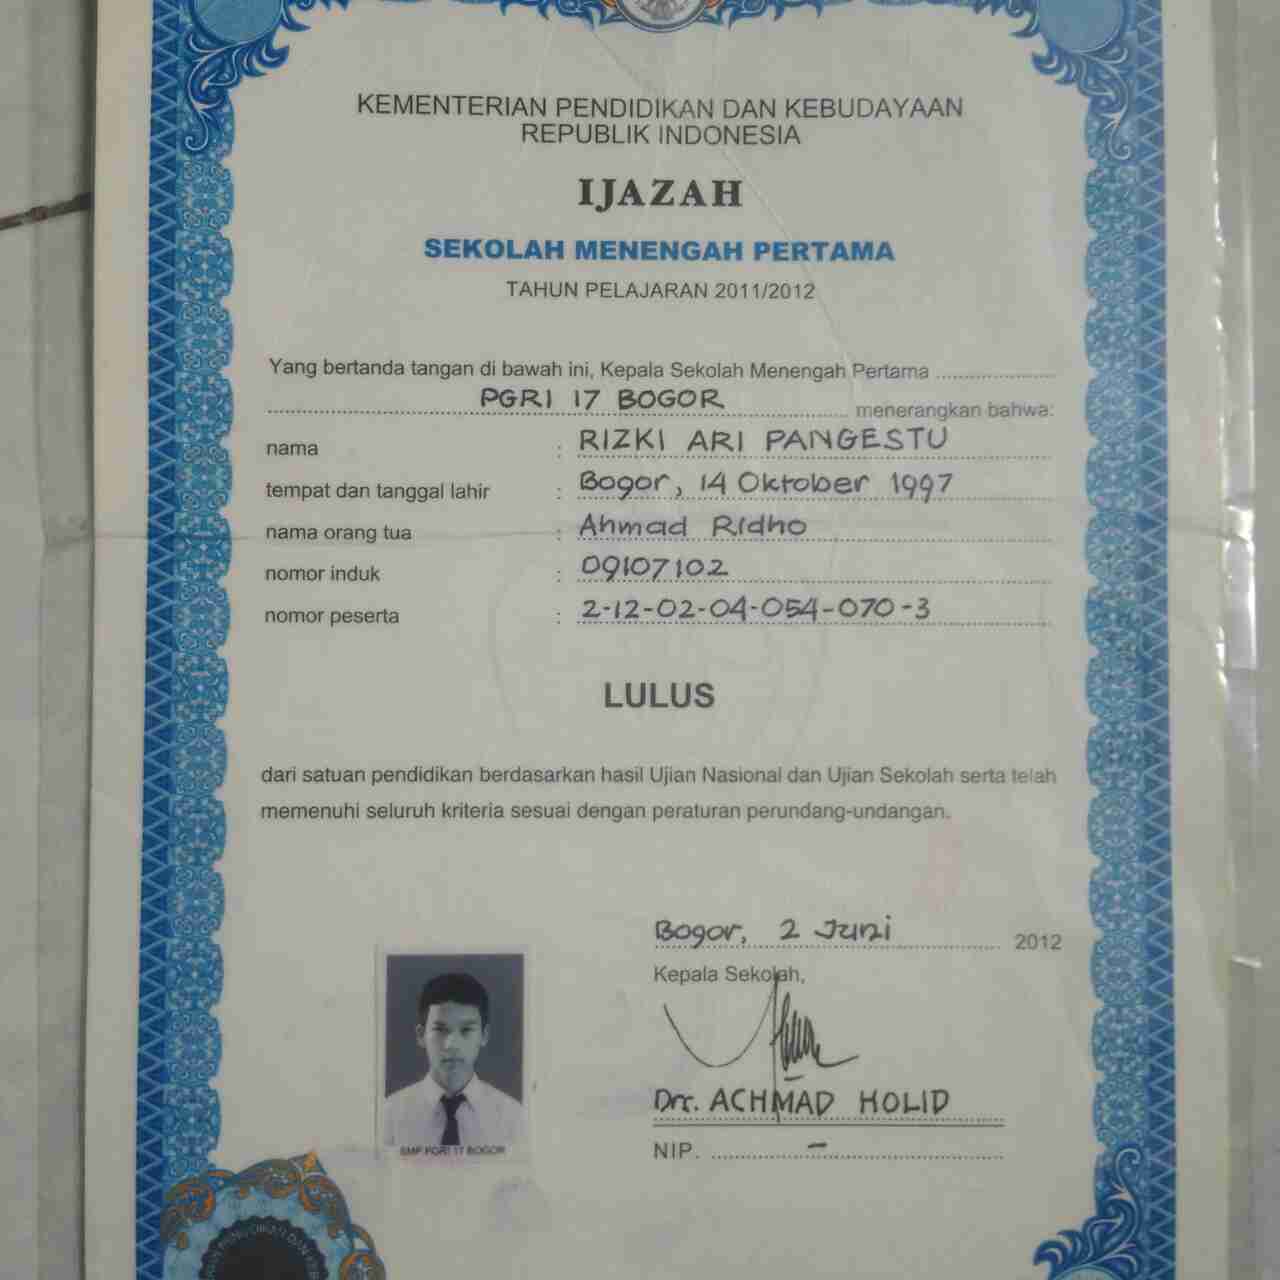 KEMENTERIAN PENDIDIKAN DAN KEBUDAYAAN
REPUBLIK INDONESIA
IJAZAH
SEKOLAH MENENGAH PERTAMA
TAHUN PELAJARAN 2011/2012
Yang bertanda tangan di bawah ini, Kepala Sekolah Menengah Pertama
PGRI 17 BOGOR menerangkan bahwa:
nama : RIZKI ARI PANGESTU
tempat dan tanggal lahir : Bogor, 14 Oktober 1997
nama orang tua : Ahmad Ridho
nomor induk : 09107102
nomor peserta : 2-12-02-04-054-070-3
LULUS
dari satuan pendidikan berdasarkan hasil Ujian Nasional dan Ujian Sekolah serta telah
memenuhi seluruh kriteria sesuai dengan peraturan perundang-undangan.
Bogor, 2 Juni 2012
Kepala Sekolah,
Drs. ACHMAD HOLID
NIP. -
SMP PGRI 17 BOGOR